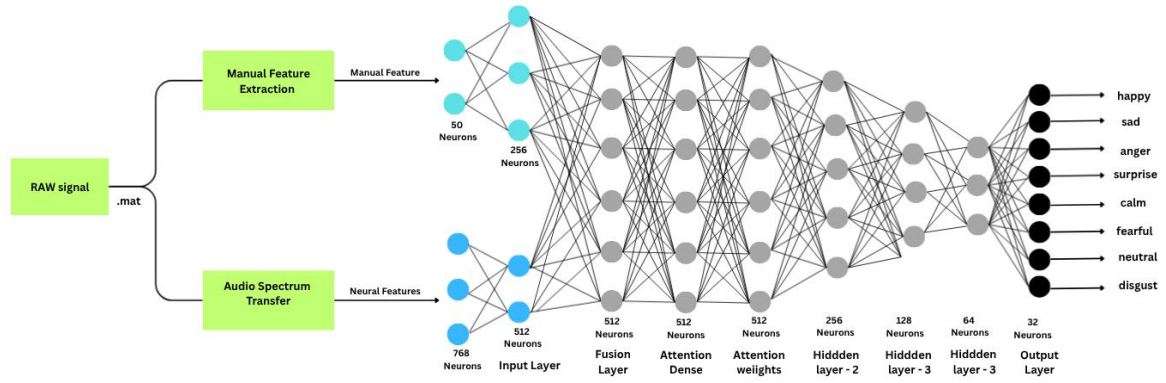 RAW signal
.mat
Manual Feature
Extraction
Manual Feature
Audio Spectrum
Transfer
Neural Features
50
Neurons
256
Neurons
768
Neurons
512
Neurons
Input Layer
512
Neurons
Fusion
Layer
512
Neurons
Attention
Dense
512
Neurons
Attention
weiights
256
Neurons
Hiddden
layer - 2
128
Neurons
Hiddden
layer - 3
64
Neurons
Hiddden
layer - 3
32
Neurons
Output
Layer
happy
sad
anger
surprise
calm
fearful
neutral
disgust